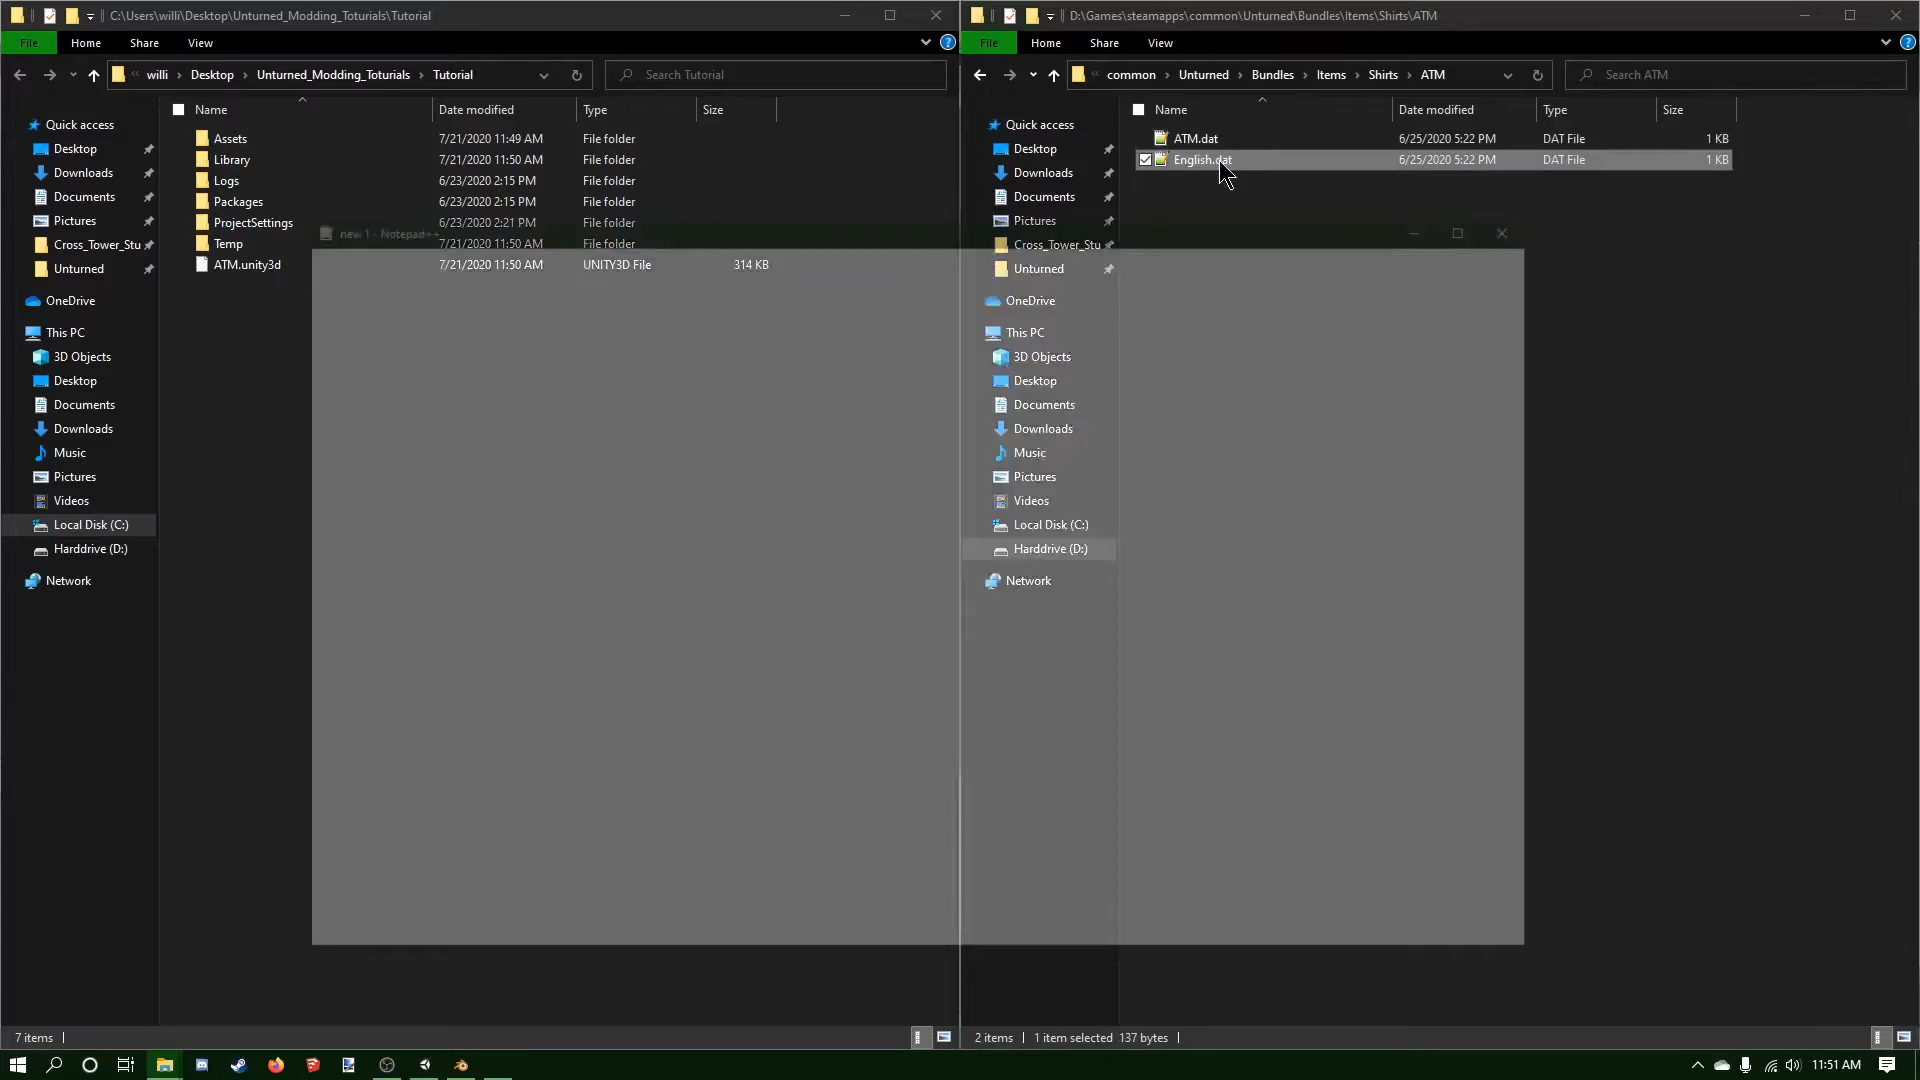 C:\Users\willi\Desktop\Unturned_Modding_Toturials\Tutorial
File Home Share View
willi Desktop Unturned_Modding_Toturials Tutorial Search Tutorial
Name Date modified Type Size
Quick access
Desktop
Downloads
Documents
Pictures
Cross_Tower_Stu
Unturned
OneDrive
This PC
3D Objects
Desktop
Documents
Downloads
Music
Pictures
Videos
Local Disk (C:)
Harddrive (D:)
Network
Assets 7/21/2020 11:49 AM File folder
Library 7/21/2020 11:50 AM File folder
Logs 6/23/2020 2:15 PM File folder
Packages 6/23/2020 2:15 PM File folder
ProjectSettings 6/23/2020 2:21 PM File folder
Temp 7/21/2020 11:50 AM File folder
ATM.unity3d 7/21/2020 11:50 AM UNITY3D File 314 KB
new 1 - Notepad++
7 items
D:\Games\steamapps\common\Unturned\Bundles\Items\Shirts\ATM
File Home Share View
common Unturned Bundles Items Shirts ATM Search ATM
Name Date modified Type Size
Quick access
Desktop
Downloads
Documents
Pictures
Cross_Tower_Stu
Unturned
OneDrive
This PC
3D Objects
Desktop
Documents
Downloads
Music
Pictures
Videos
Local Disk (C:)
Harddrive (D:)
Network
ATM.dat 6/25/2020 5:22 PM DAT File 1 KB
English.dat 6/25/2020 5:22 PM DAT File 1 KB
2 items 1 item selected 137 bytes
11:51 AM